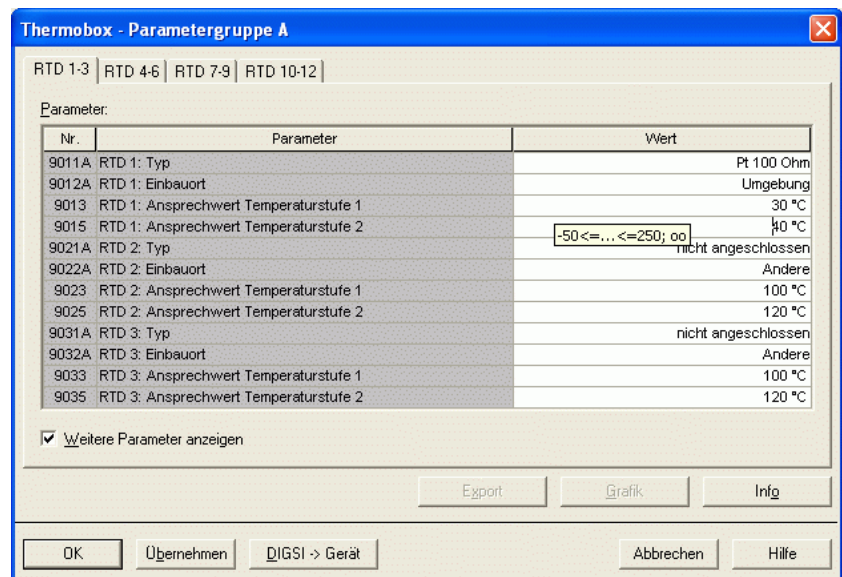 Thermobox - Parametergruppe A
RTD 1-3 RTD 4-6 RTD 7-9 RTD 10-12
Parameter:
Nr. Parameter Wert
9011A RTD 1: Typ Pt 100 Ohm
9012A RTD 1: Einbauort Umgebung
9013 RTD 1: Ansprechwert Temperaturstufe 1 30 °C
9015 RTD 1: Ansprechwert Temperaturstufe 2 40 °C
-50<=...<=250; oo
9021A RTD 2: Typ nicht angeschlossen
9022A RTD 2: Einbauort Andere
9023 RTD 2: Ansprechwert Temperaturstufe 1 100 °C
9025 RTD 2: Ansprechwert Temperaturstufe 2 120 °C
9031A RTD 3: Typ nicht angeschlossen
9032A RTD 3: Einbauort Andere
9033 RTD 3: Ansprechwert Temperaturstufe 1 100 °C
9035 RTD 3: Ansprechwert Temperaturstufe 2 120 °C
Weitere Parameter anzeigen
Export Grafik Info
OK Übernehmen DIGSI -> Gerät Abbrechen Hilfe